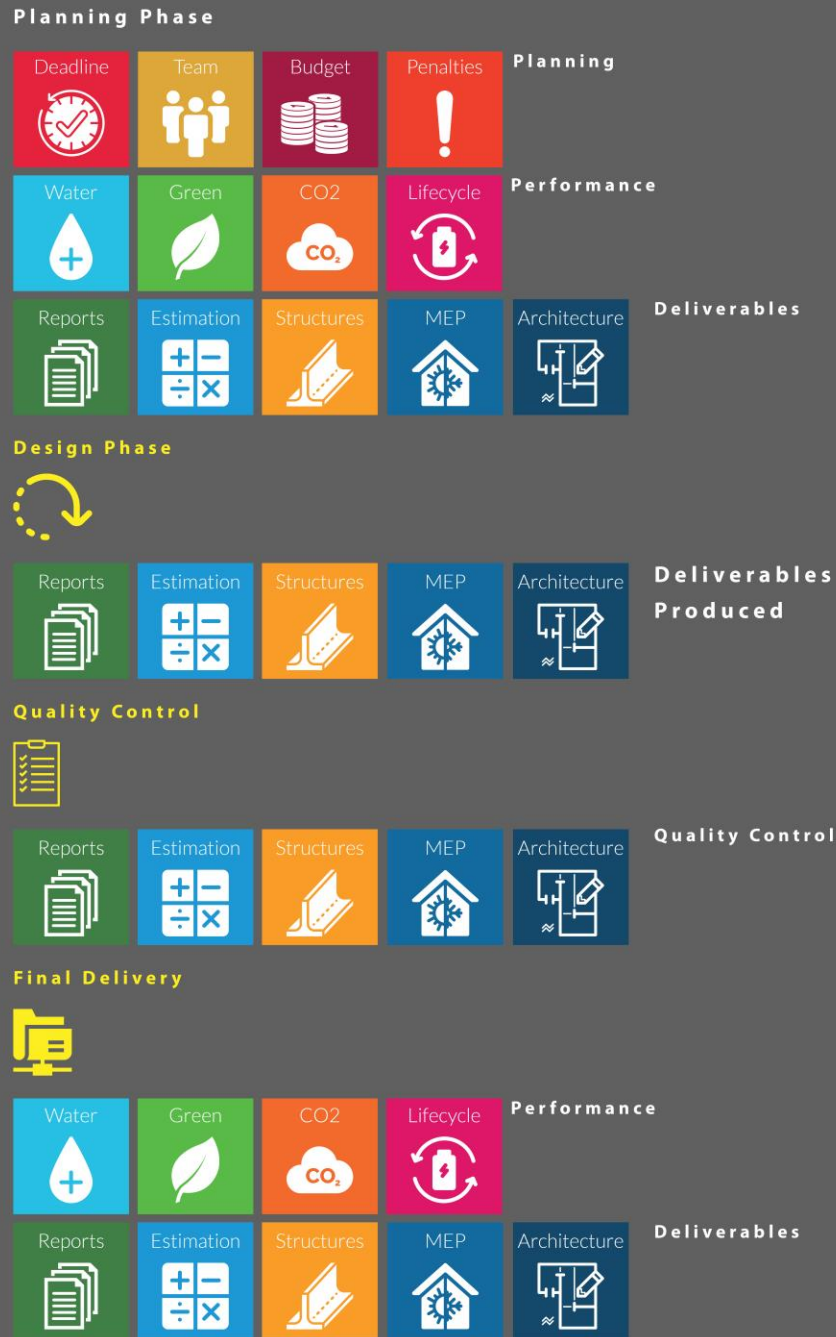 Planning Phase
Deadline Team Budget Penalties Planning
Water Green CO2 Lifecycle Performance
CO₂
Reports Estimation Structures MEP Architecture Deliverables
Design Phase
Reports Estimation Structures MEP Architecture Deliverables
Produced
Quality Control
Reports Estimation Structures MEP Architecture Quality Control
Final Delivery
Water Green CO2 Lifecycle Performance
CO₂
Reports Estimation Structures MEP Architecture Deliverables